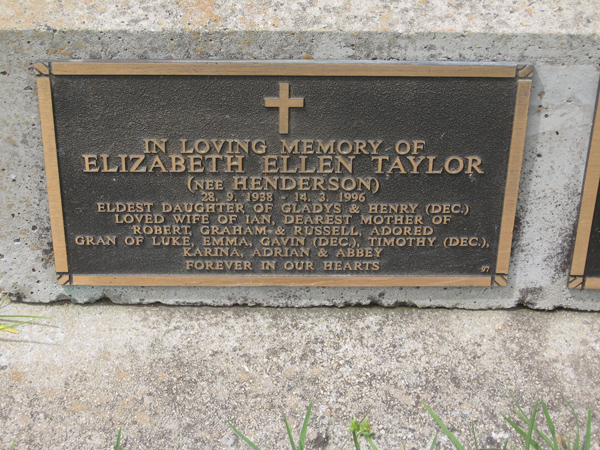 IN LOVING MEMORY OF
ELIZABETH ELLEN TAYLOR
(NEE HENDERSON)
28. 9. 1938 - 14. 3. 1996
ELDEST DAUGHTER OF GLADYS & HENRY (DEC.)
LOVED WIFE OF IAN, DEAREST MOTHER OF
ROBERT, GRAHAM & RUSSELL, ADORED
GRAN OF LUKE, EMMA, GAVIN (DEC.), TIMOTHY (DEC.),
KARINA, ADRIAN & ABBEY
FOREVER IN OUR HEARTS
97